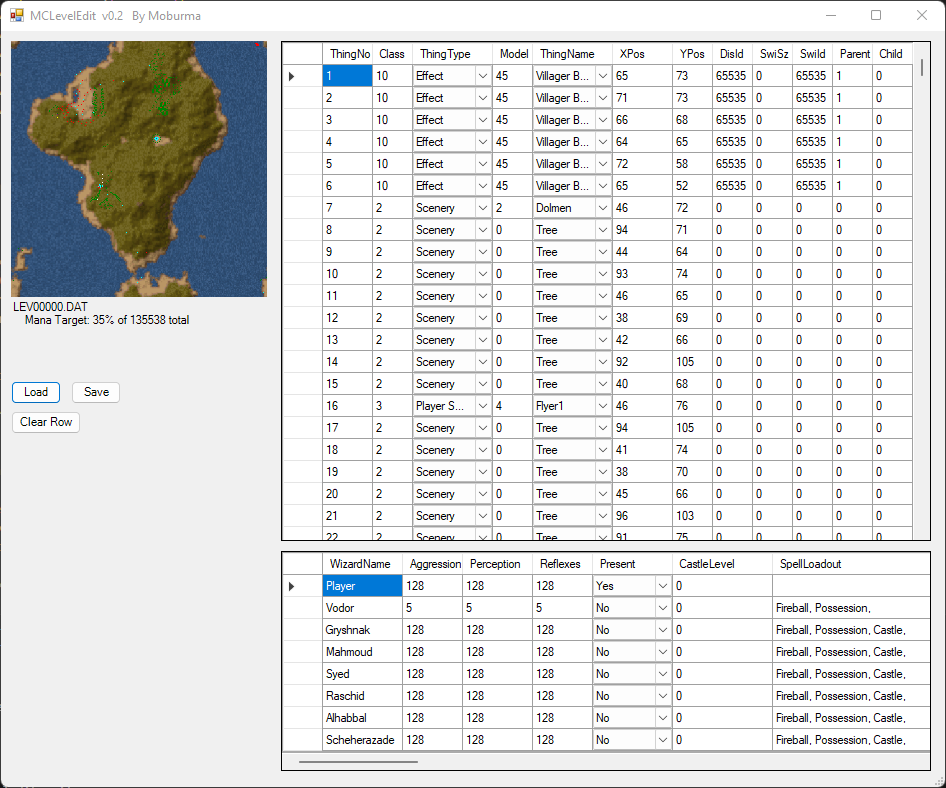 MCLevelEdit v0.2 By Moburma
ThingNo Class ThingType Model ThingName XPos YPos DisId SwiSz SwiId Parent Child
1 10 Effect 45 Villager B... 65 73 65535 0 65535 1 0
2 10 Effect 45 Villager B... 71 73 65535 0 65535 1 0
3 10 Effect 45 Villager B... 66 68 65535 0 65535 1 0
4 10 Effect 45 Villager B... 64 65 65535 0 65535 1 0
5 10 Effect 45 Villager B... 72 58 65535 0 65535 1 0
6 10 Effect 45 Villager B... 65 52 65535 0 65535 1 0
7 2 Scenery 2 Dolmen 46 72 0 0 0 0 0
8 2 Scenery 0 Tree 94 71 0 0 0 0 0
9 2 Scenery 0 Tree 44 64 0 0 0 0 0
10 2 Scenery 0 Tree 93 74 0 0 0 0 0
11 2 Scenery 0 Tree 46 65 0 0 0 0 0
12 2 Scenery 0 Tree 38 69 0 0 0 0 0
13 2 Scenery 0 Tree 42 66 0 0 0 0 0
14 2 Scenery 0 Tree 92 105 0 0 0 0 0
15 2 Scenery 0 Tree 40 68 0 0 0 0 0
16 3 Player S... 4 Flyer1 46 76 0 0 0 0 0
17 2 Scenery 0 Tree 94 105 0 0 0 0 0
18 2 Scenery 0 Tree 41 74 0 0 0 0 0
19 2 Scenery 0 Tree 38 70 0 0 0 0 0
20 2 Scenery 0 Tree 45 66 0 0 0 0 0
21 2 Scenery 0 Tree 96 103 0 0 0 0 0
22 2 Scenery 0 Tree 91 75 0 0 0 0 0
LEV00000.DAT
Mana Target: 35% of 135538 total
Load Save
Clear Row
WizardName Aggression Perception Reflexes Present CastleLevel SpellLoadout
Player 128 128 128 Yes 0
Vodor 5 5 5 No 0 Fireball, Possession,
Gryshnak 128 128 128 No 0 Fireball, Possession, Castle,
Mahmoud 128 128 128 No 0 Fireball, Possession, Castle,
Syed 128 128 128 No 0 Fireball, Possession, Castle,
Raschid 128 128 128 No 0 Fireball, Possession, Castle,
Alhabbal 128 128 128 No 0 Fireball, Possession, Castle,
Scheherazade 128 128 128 No 0 Fireball, Possession, Castle,